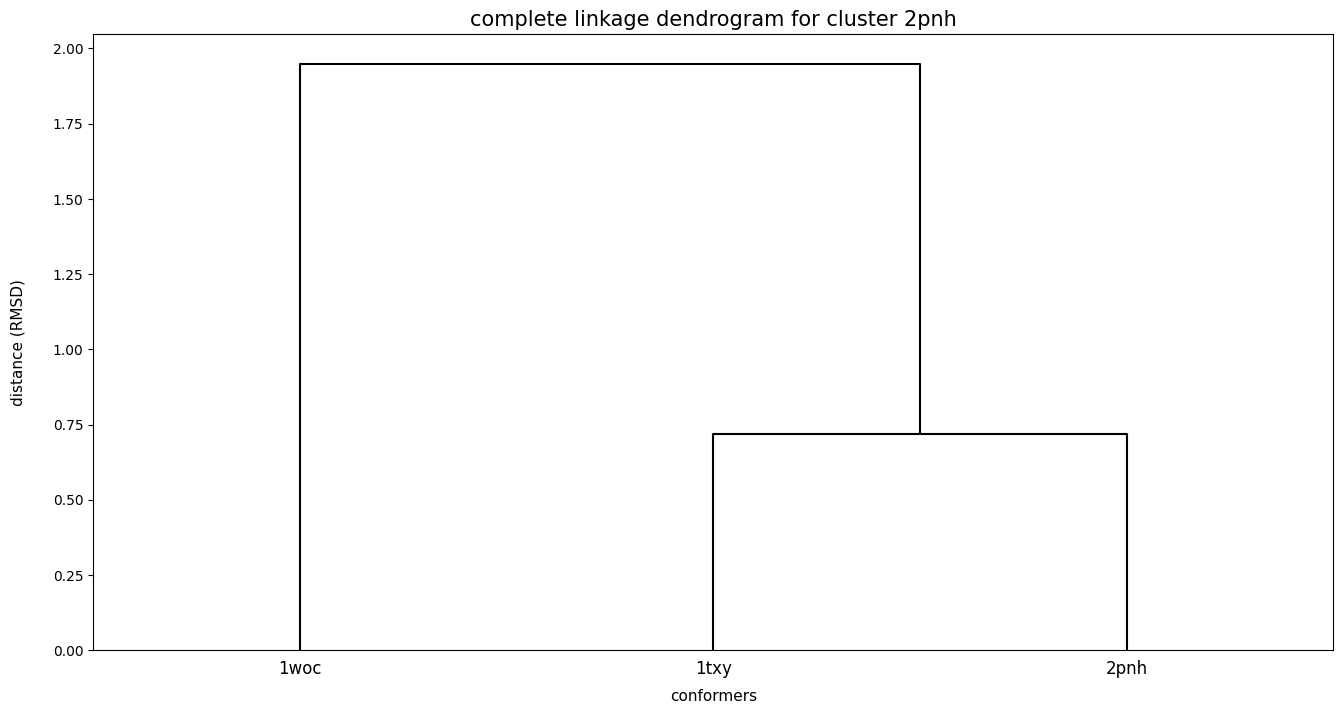 complete linkage dendrogram for cluster 2pnh
2.00
1.75
1.50
1.25
1.00
0.75
0.50
0.25
0.00
distance (RMSD)
1woc 1txy 2pnh
conformers